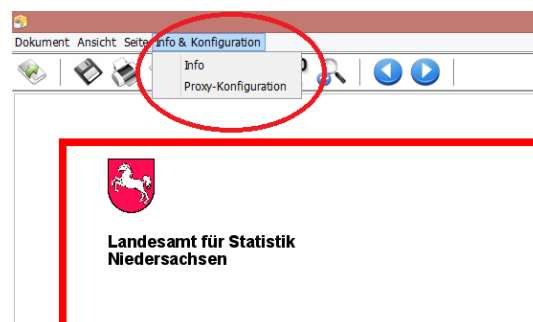 Dokument Ansicht Seite Info & Konfiguration
Info
Proxy-Konfiguration
Landesamt für Statistik
Niedersachsen